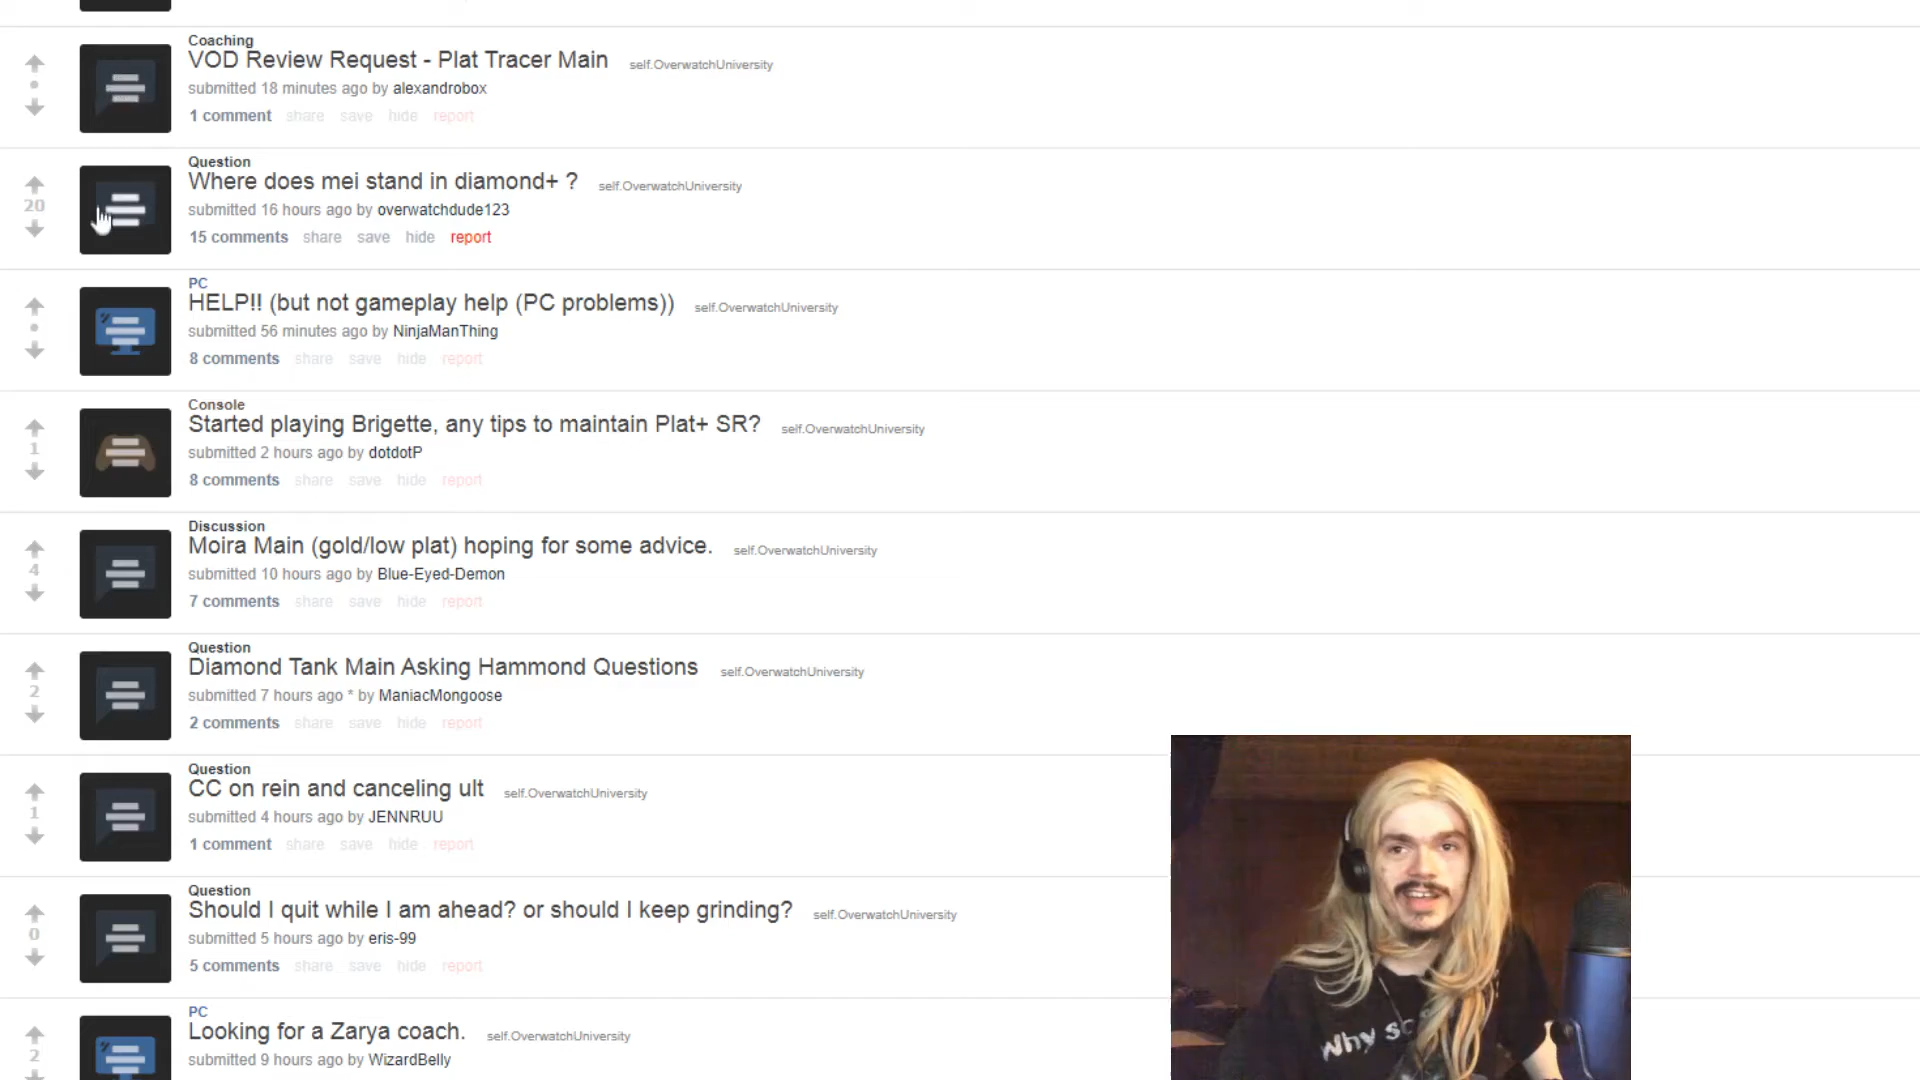 Coaching
VOD Review Request - Plat Tracer Main self.OverwatchUniversity
submitted 18 minutes ago by alexandrobox
1 comment share save hide report
Question
Where does mei stand in diamond+ ? self.OverwatchUniversity
20
submitted 16 hours ago by overwatchdude123
15 comments share save hide report
PC
HELP!! (but not gameplay help (PC problems)) self.OverwatchUniversity
submitted 56 minutes ago by NinjaManThing
8 comments share save hide report
Console
Started playing Brigette, any tips to maintain Plat+ SR? self.OverwatchUniversity
1
submitted 2 hours ago by dotdotP
8 comments share save hide report
Discussion
Moira Main (gold/low plat) hoping for some advice. self.OverwatchUniversity
4
submitted 10 hours ago by Blue-Eyed-Demon
7 comments share save hide report
Question
Diamond Tank Main Asking Hammond Questions self.OverwatchUniversity
2
submitted 7 hours ago * by ManiacMongoose
2 comments share save hide report
Question
CC on rein and canceling ult self.OverwatchUniversity
1
submitted 4 hours ago by JENNRUU
1 comment share save hide report
Question
Should I quit while I am ahead? or should I keep grinding? self.OverwatchUniversity
0
submitted 5 hours ago by eris-99
5 comments share save hide report
PC
Looking for a Zarya coach. self.OverwatchUniversity
2
submitted 9 hours ago by WizardBelly
Why